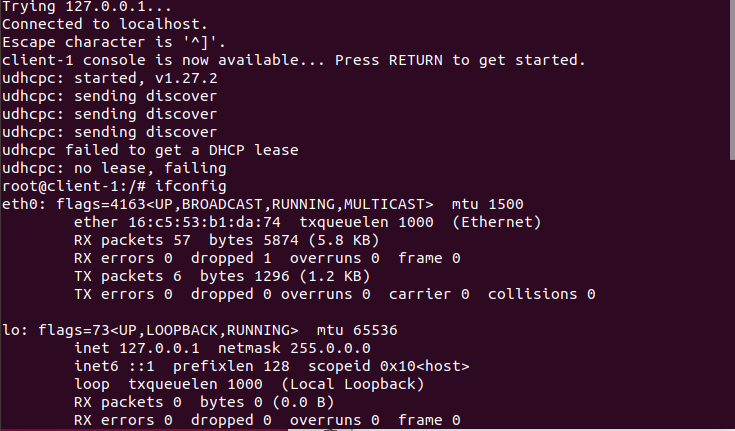 Trying 127.0.0.1...
Connected to localhost.
Escape character is '^]'.
client-1 console is now available... Press RETURN to get started.
udhcpc: started, v1.27.2
udhcpc: sending discover
udhcpc: sending discover
udhcpc: sending discover
udhcpc failed to get a DHCP lease
udhcpc: no lease, failing
root@client-1:/# ifconfig
eth0: flags=4163<UP,BROADCAST,RUNNING,MULTICAST>  mtu 1500
        ether 16:c5:53:b1:da:74  txqueuelen 1000  (Ethernet)
        RX packets 57  bytes 5874 (5.8 KB)
        RX errors 0  dropped 1  overruns 0  frame 0
        TX packets 6  bytes 1296 (1.2 KB)
        TX errors 0  dropped 0 overruns 0  carrier 0  collisions 0

lo: flags=73<UP,LOOPBACK,RUNNING>  mtu 65536
        inet 127.0.0.1  netmask 255.0.0.0
        inet6 ::1  prefixlen 128  scopeid 0x10<host>
        loop  txqueuelen 1000  (Local Loopback)
        RX packets 0  bytes 0 (0.0 B)
        RX errors 0  dropped 0  overruns 0  frame 0